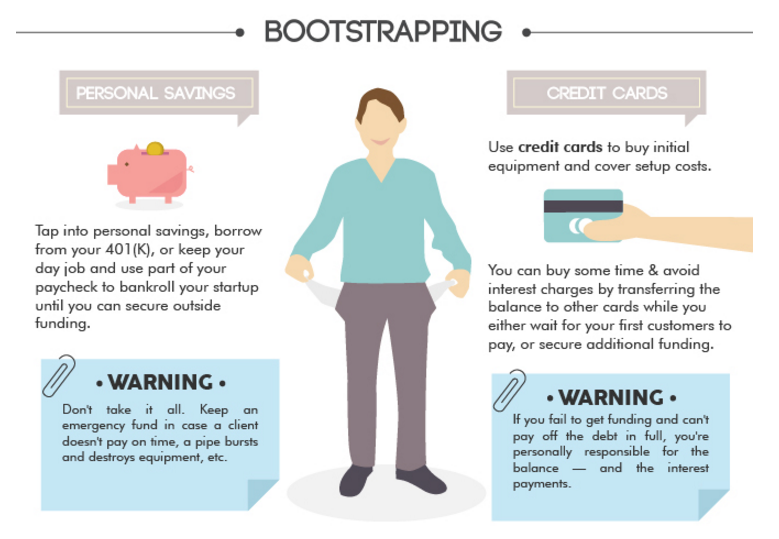 BOOTSTRAPPING
PERSONAL SAVINGS
Tap into personal savings, borrow
from your 401(K), or keep your
day job and use part of your
paycheck to bankroll your startup
until you can secure outside
funding.
• WARNING •
Don't take it all. Keep an
emergency fund in case a client
doesn't pay on time, a pipe bursts
and destroys equipment, etc.
CREDIT CARDS
Use credit cards to buy initial
equipment and cover setup costs.
You can buy some time & avoid
interest charges by transferring the
balance to other cards while you
either wait for your first customers to
pay, or secure additional funding.
• WARNING •
If you fail to get funding and can't
pay off the debt in full, you're
personally responsible for the
balance — and the interest
payments.